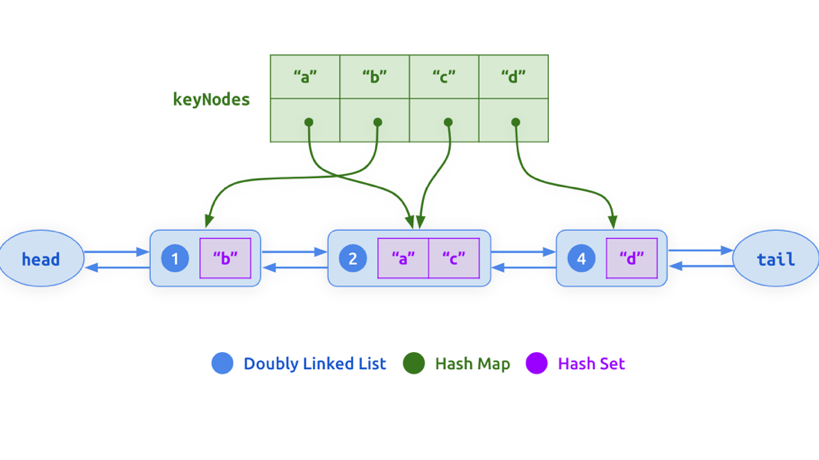 “a” “b” “c” “d”
keyNodes
head 1 “b” 2 “a” “c” 4 “d” tail
Doubly Linked List Hash Map Hash Set